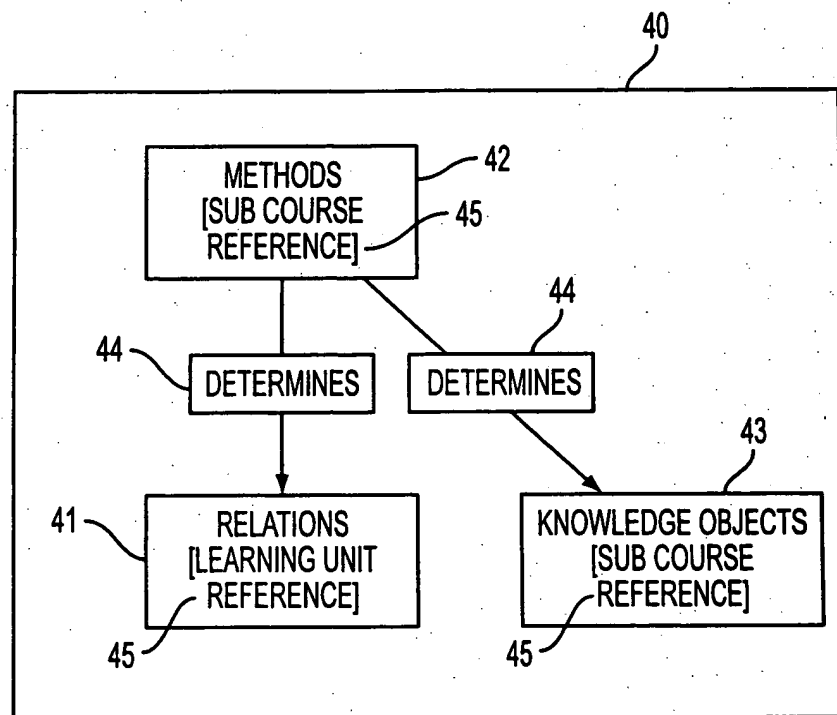 40
METHODS
42
[SUB COURSE
REFERENCE]
45
44
DETERMINES
44
DETERMINES
41
RELATIONS
[LEARNING UNIT
REFERENCE]
45
43
KNOWLEDGE OBJECTS
[SUB COURSE
REFERENCE]
45